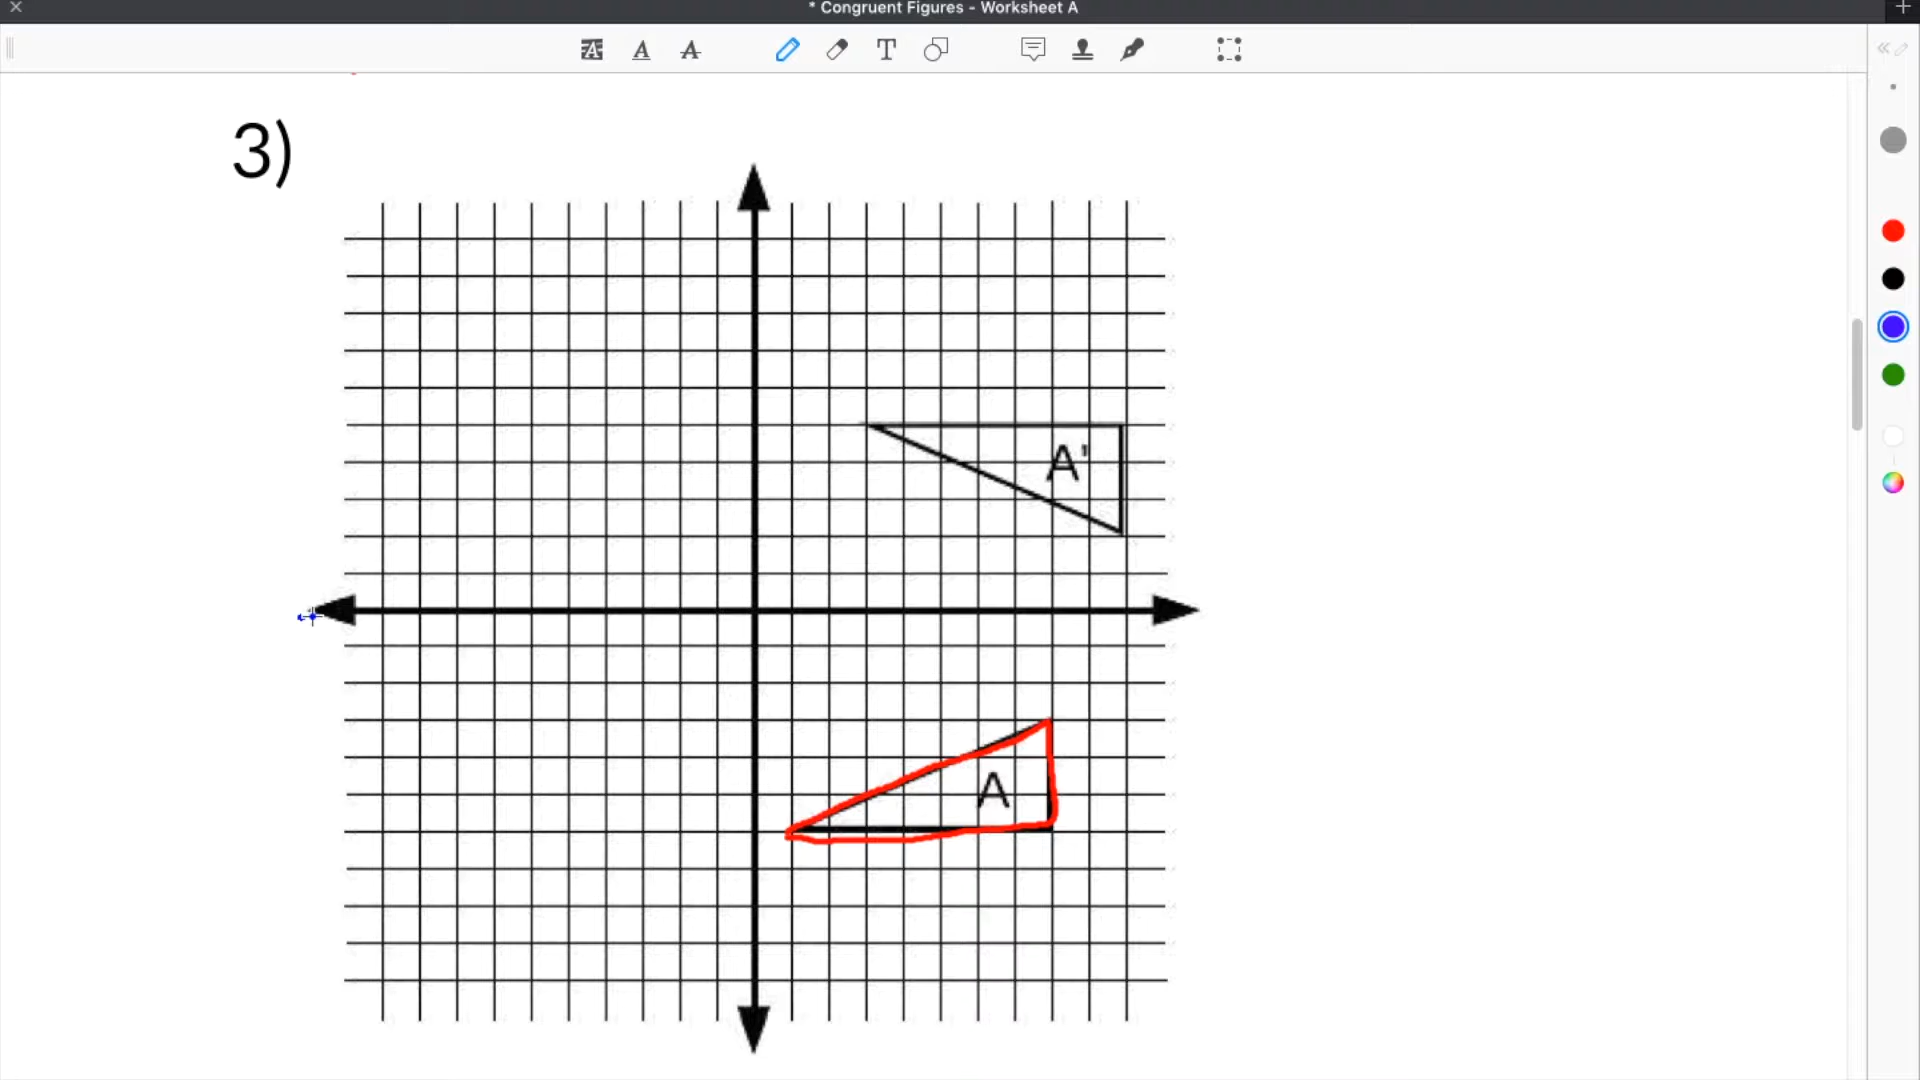 * Congruent Figures - Worksheet A
3)
A'
A